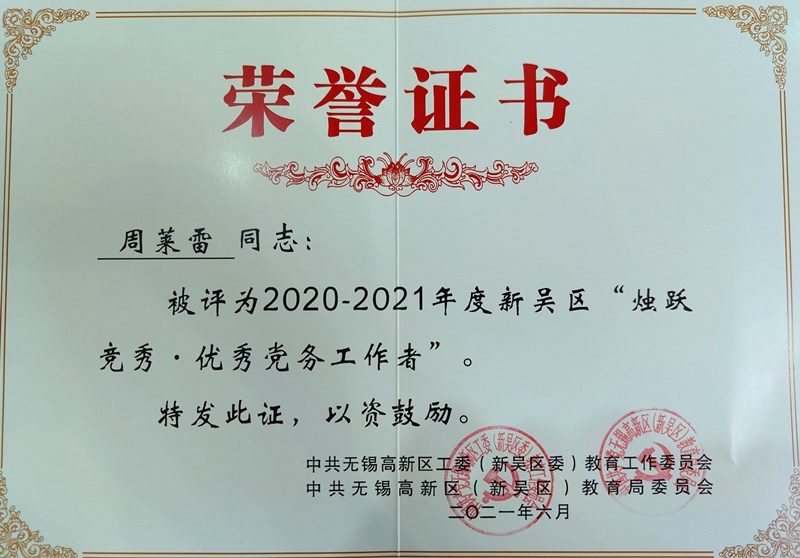 荣誉证书
周莱雷 同志：
被评为2020-2021年度新吴区“烛跃
竞秀·优秀党务工作者”。
特发此证，以资鼓励。
中共无锡高新区工委（新吴区委）教育工作委员会
中共无锡高新区（新吴区）教育局委员会
二〇二一年六月